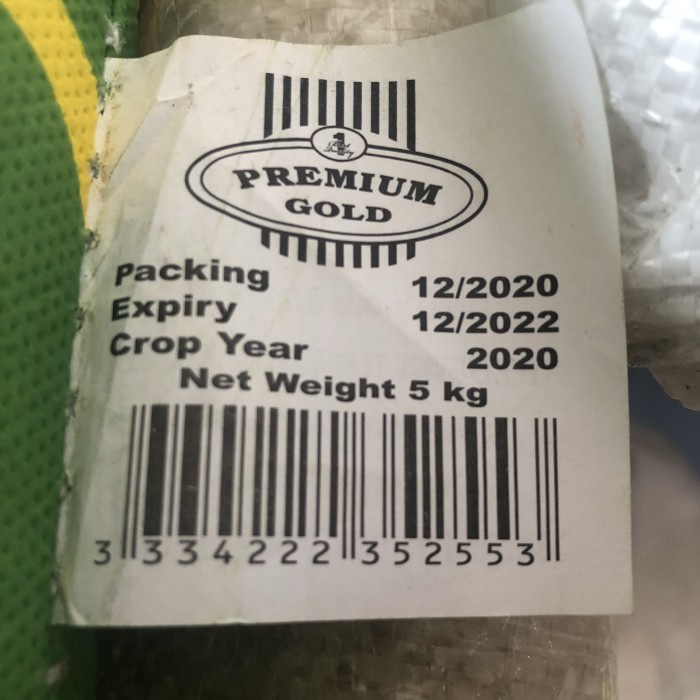 PREMIUM
GOLD
Packing 12/2020
Expiry 12/2022
Crop Year 2020
Net Weight 5 kg
3 334222 352553